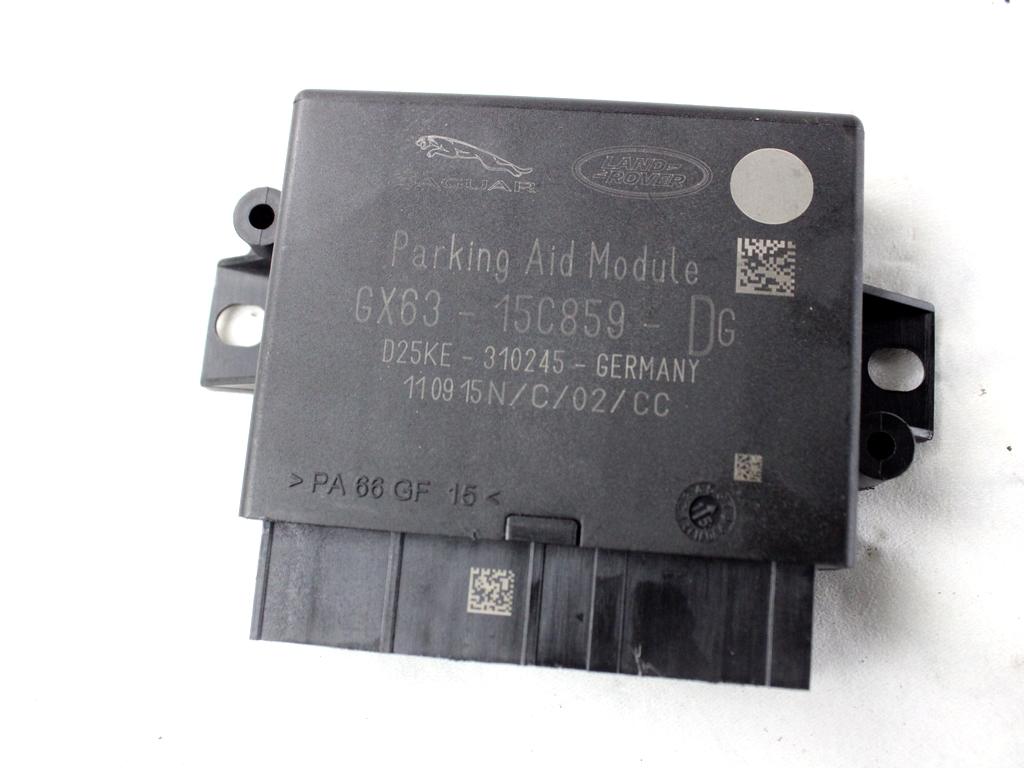 JAGUAR
LAND-
-ROVER
Parking Aid Module
GX63 - 15C859 - DG
D25KE - 310245 - GERMANY
110915N/C/02/CC
>PA 66 GF 15<
15